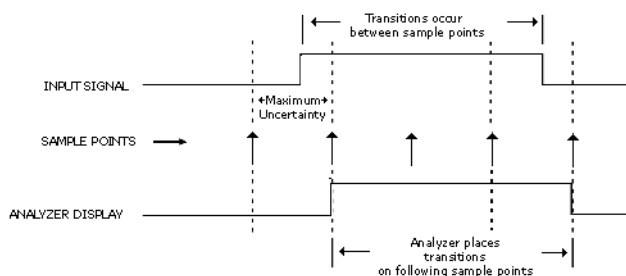 Transitions occur
between sample points
INPUT SIGNAL
Maximum
Uncertainty
SAMPLE POINTS
ANALYZER DISPLAY
Analyzer places
transitions
on following sample points